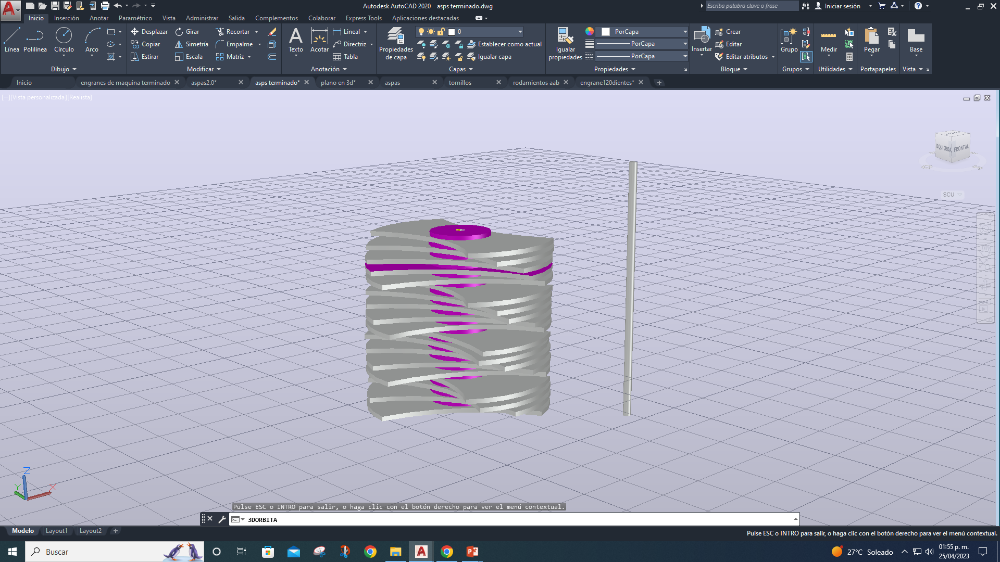 Autodesk AutoCAD 2020 asps terminado.dwg
Escriba palabra clave o frase
Iniciar sesión
Inicio Inserción Anotar Paramétrico Vista Administrar Salida Complementos Colaborar Express Tools Aplicaciones destacadas
Línea Polilínea Círculo Arco
Desplazar Girar Recortar
Copiar Simetría Empalme
Estirar Escala Matriz
Texto Acotar
Lineal
Directriz
Tabla
Propiedades de capa
0
Establecer como actual
Igualar capa
Igualar propiedades
PorCapa
PorCapa
PorCapa
Insertar
Crear
Editar
Editar atributos
Grupo
Medir
Pegar
Base
Dibujo Modificar Anotación Capas Propiedades Bloque Grupos Utilidades Portapapeles Vista
Inicio engranes de maquina terminado aspas2.0* asps terminado* plano en 3d* aspas tornillos rodamientos aab engrane120dientes*
[−][Vista personalizada][Realista]
IZQUIERDA FRONTAL
SCU
Z
Y X
Pulse ESC o INTRO para salir, o haga clic con el botón derecho para ver el menú contextual.
3DORBITA
Modelo Layout1 Layout2 +
Pulse ESC o INTRO para salir, o haga clic con el botón derecho para ver el menú contextual.
Buscar
27°C Soleado
01:55 p. m.
25/04/2023